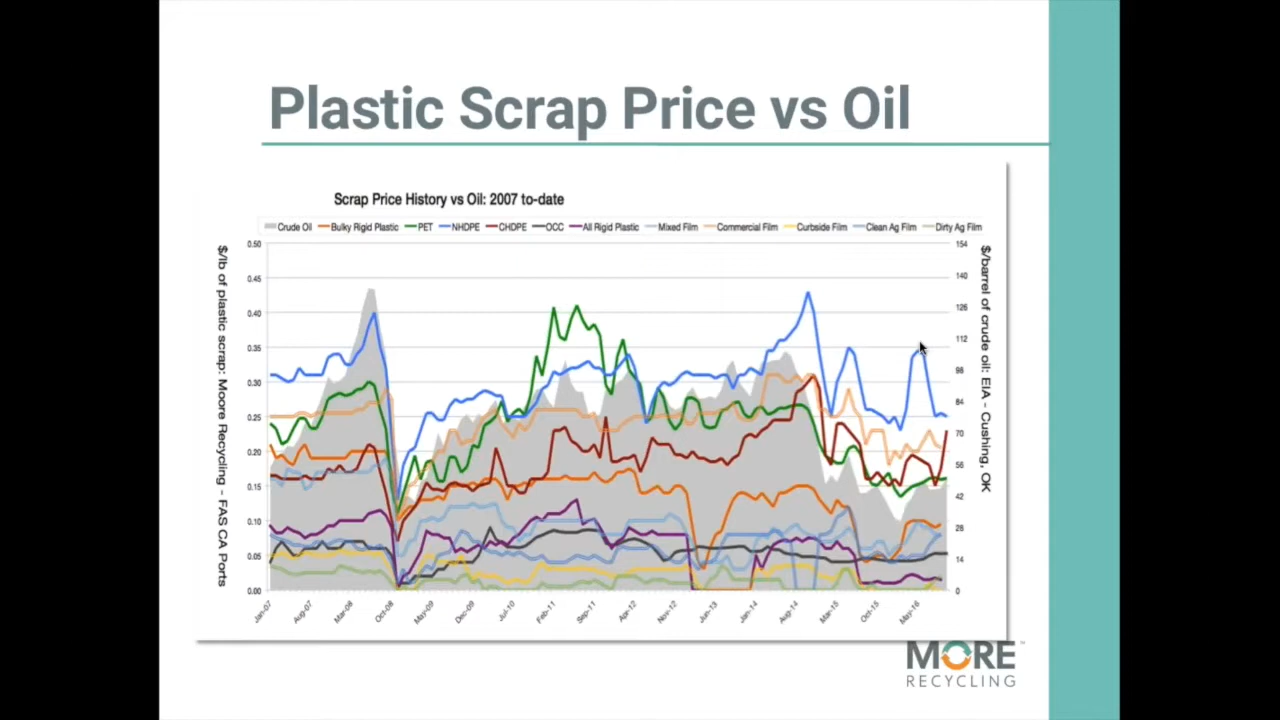 Plastic Scrap Price vs Oil
Scrap Price History vs Oil: 2007 to-date
Crude Oil Bulky Rigid Plastic PET NHDPE CHDPE OCC All Rigid Plastic Mixed Film Commercial Film Curbside Film Clean Ag Film Dirty Ag Film
$/lb of plastic scrap: Moore Recycling - FAS CA Ports
0.50
0.45
0.40
0.35
0.30
0.25
0.20
0.15
0.10
0.05
0.00
154
140
126
112
98
84
70
56
42
28
14
0
$/barrel of crude oil: EIA - Cushing, OK
Jan-07 Aug-07 Mar-08 Oct-08 May-09 Dec-09 Jul-10 Feb-11 Sep-11 Apr-12 Nov-12 Jun-13 Jan-14 Aug-14 Mar-15 Oct-15 May-16
MORE
RECYCLING